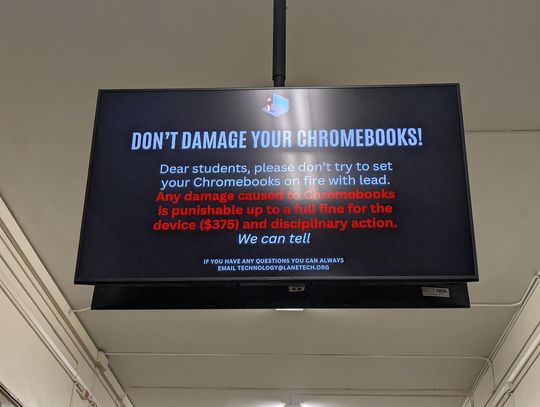 DON'T DAMAGE YOUR CHROMEBOOKS!
Dear students, please don't try to set
your Chromebooks on fire with lead.
Any damage caused to Chromebooks
is punishable up to a full fine for the
device ($375) and disciplinary action.
We can tell
IF YOU HAVE ANY QUESTIONS YOU CAN ALWAYS
EMAIL TECHNOLOGY@LANETECH.ORG